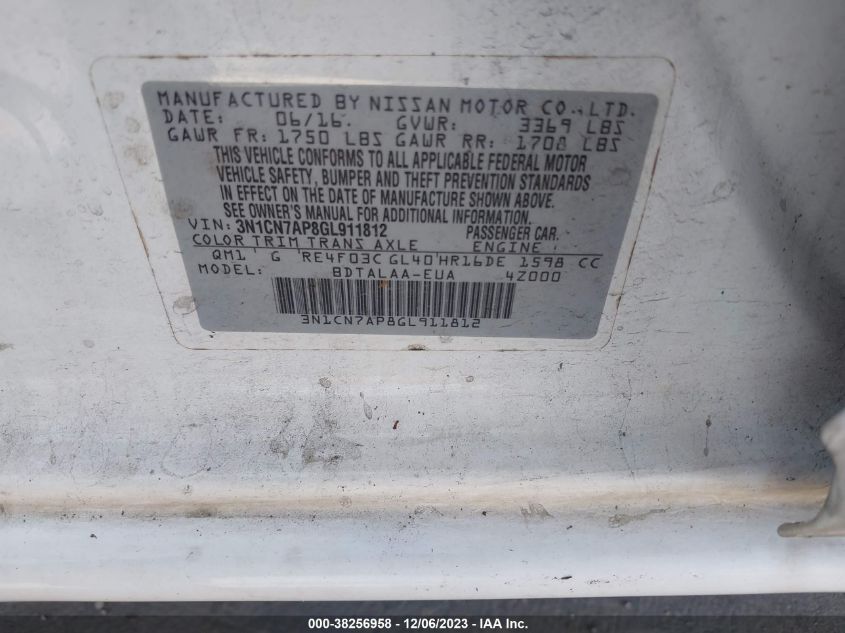 MANUFACTURED BY NISSAN MOTOR CO., LTD.
DATE: 06/16. GVWR: 3369 LBS
GAWR FR: 1750 LBS GAWR RR: 1708 LBS
THIS VEHICLE CONFORMS TO ALL APPLICABLE FEDERAL MOTOR
VEHICLE SAFETY, BUMPER AND THEFT PREVENTION STANDARDS
IN EFFECT ON THE DATE OF MANUFACTURE SHOWN ABOVE.
SEE OWNER'S MANUAL FOR ADDITIONAL INFORMATION.
VIN: 3N1CN7AP8GL911812 PASSENGER CAR.
COLOR TRIM TRANS AXLE ENGINE
QM1 G RE4F03C GL40 HR16DE 1598 CC
MODEL: BDTALAA-EUA 4Z000
3N1CN7AP8GL911812
000-38256958 - 12/06/2023 - Copyright © IAA, Inc.